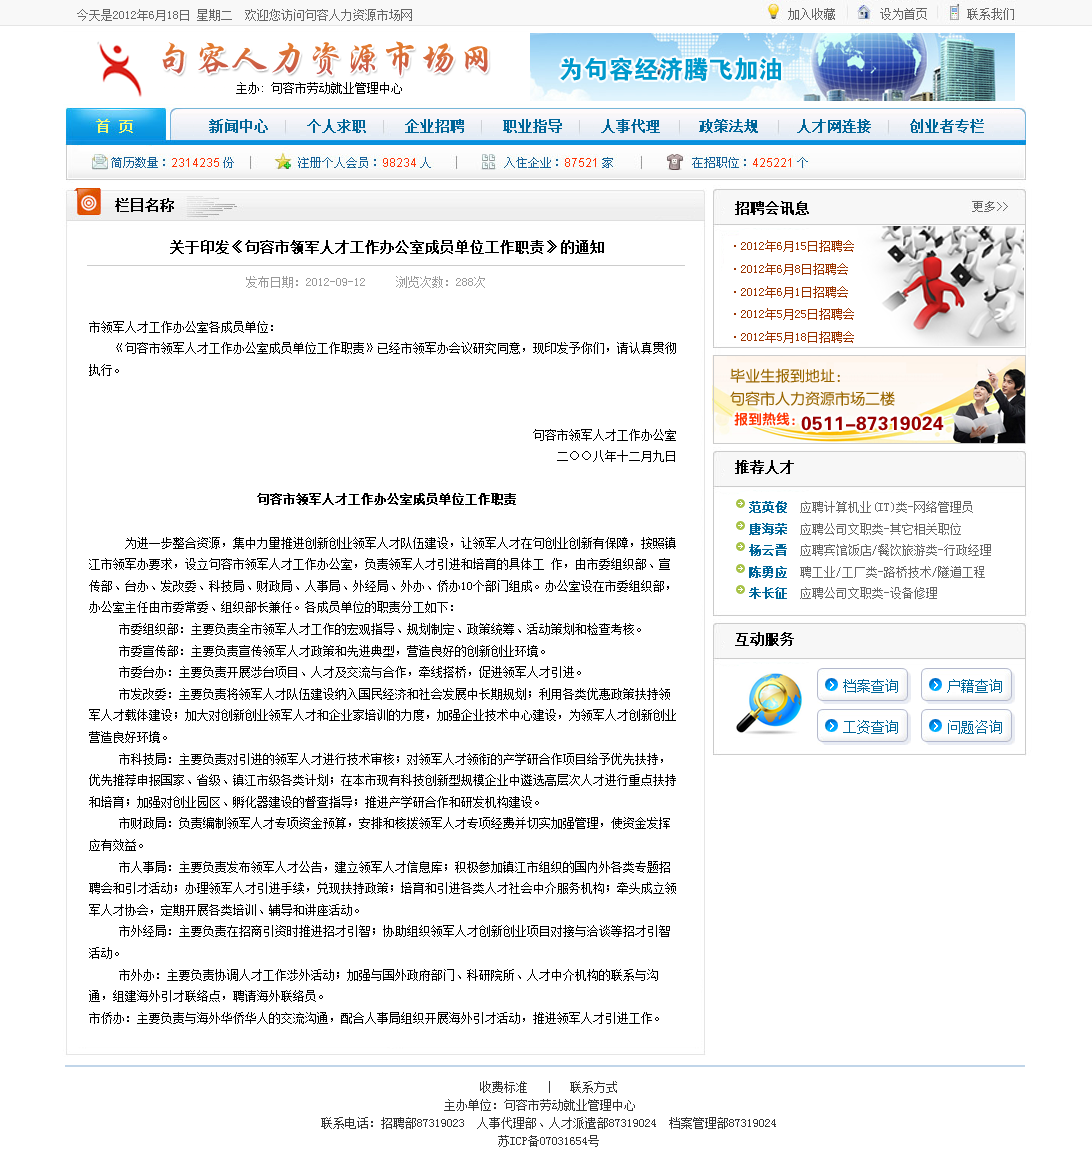 今天是2012年6月18日 星期二 欢迎您访问句容人力资源市场网
加入收藏 设为首页 联系我们
句容人力资源市场网
主办：句容市劳动就业管理中心
为句容经济腾飞加油
首 页 新闻中心 个人求职 企业招聘 职业指导 人事代理 政策法规 人才网连接 创业者专栏
简历数量：2314235 份 | 注册个人会员：98234 人 | 入住企业：87521 家 | 在招职位：425221 个
栏目名称
关于印发《句容市领军人才工作办公室成员单位工作职责》的通知
发布日期：2012-09-12 浏览次数：288次
市领军人才工作办公室各成员单位：
《句容市领军人才工作办公室成员单位工作职责》已经市领军办会议研究同意，现印发予你们，请认真贯彻
执行。
句容市领军人才工作办公室
二○○八年十二月九日
句容市领军人才工作办公室成员单位工作职责
为进一步整合资源，集中力量推进创新创业领军人才队伍建设，让领军人才在句创业创新有保障，按照镇
江市领军办要求，设立句容市领军人才工作办公室，负责领军人才引进和培育的具体工 作，由市委组织部、宣
传部、台办、发改委、科技局、财政局、人事局、外经局、外办、侨办10个部门组成。办公室设在市委组织部，
办公室主任由市委常委、组织部长兼任。各成员单位的职责分工如下：
市委组织部：主要负责全市领军人才工作的宏观指导、规划制定、政策统筹、活动策划和检查考核。
市委宣传部：主要负责宣传领军人才政策和先进典型，营造良好的创新创业环境。
市委台办：主要负责开展涉台项目、人才及交流与合作，牵线搭桥，促进领军人才引进。
市发改委：主要负责将领军人才队伍建设纳入国民经济和社会发展中长期规划；利用各类优惠政策扶持领
军人才载体建设；加大对创新创业领军人才和企业家培训的力度，加强企业技术中心建设，为领军人才创新创业
营造良好环境。
市科技局：主要负责对引进的领军人才进行技术审核；对领军人才领衔的产学研合作项目给予优先扶持，
优先推荐申报国家、省级、镇江市级各类计划；在本市现有科技创新型规模企业中遴选高层次人才进行重点扶持
和培育；加强对创业园区、孵化器建设的督查指导；推进产学研合作和研发机构建设。
市财政局：负责编制领军人才专项资金预算，安排和核拨领军人才专项经费并切实加强管理，使资金发挥
应有效益。
市人事局：主要负责发布领军人才公告，建立领军人才信息库；积极参加镇江市组织的国内外各类专题招
聘会和引才活动；办理领军人才引进手续，兑现扶持政策；培育和引进各类人才社会中介服务机构；牵头成立领
军人才协会，定期开展各类培训、辅导和讲座活动。
市外经局：主要负责在招商引资时推进招才引智；协助组织领军人才创新创业项目对接与洽谈等招才引智
活动。
市外办：主要负责协调人才工作涉外活动；加强与国外政府部门、科研院所、人才中介机构的联系与沟
通，组建海外引才联络点，聘请海外联络员。
市侨办：主要负责与海外华侨华人的交流沟通，配合人事局组织开展海外引才活动，推进领军人才引进工作。
招聘会讯息 更多>>
·2012年6月15日招聘会
·2012年6月8日招聘会
·2012年6月1日招聘会
·2012年5月25日招聘会
·2012年5月18日招聘会
毕业生报到地址：
句容市人力资源市场二楼
报到热线：0511-87319024
推荐人才
范英俊 应聘计算机业(IT)类-网络管理员
唐海荣 应聘公司文职类-其它相关职位
杨云晋 应聘宾馆饭店/餐饮旅游类-行政经理
陈勇应 聘工业/工厂类-路桥技术/隧道工程
朱长征 应聘公司文职类-设备修理
互动服务
档案查询 户籍查询
工资查询 问题咨询
收费标准 | 联系方式
主办单位：句容市劳动就业管理中心
联系电话：招聘部87319023 人事代理部、人才派遣部87319024 档案管理部87319024
苏ICP备07031654号